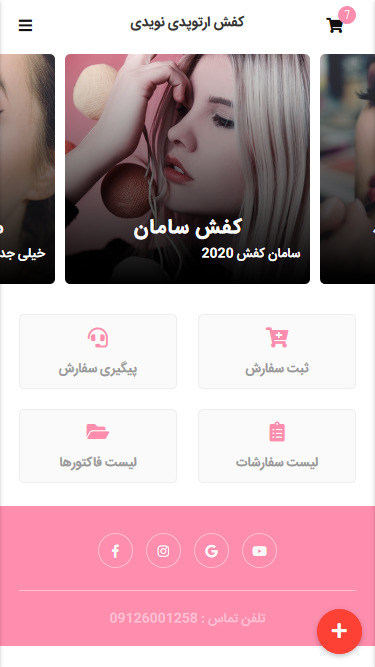 7
کفش ارتوپدی نویدی
کفش سامان
سامان کفش 2020
خیلی جد
ثبت سفارش
پیگیری سفارش
لیست سفارشات
لیست فاکتورها
تلفن تماس : 09126001258